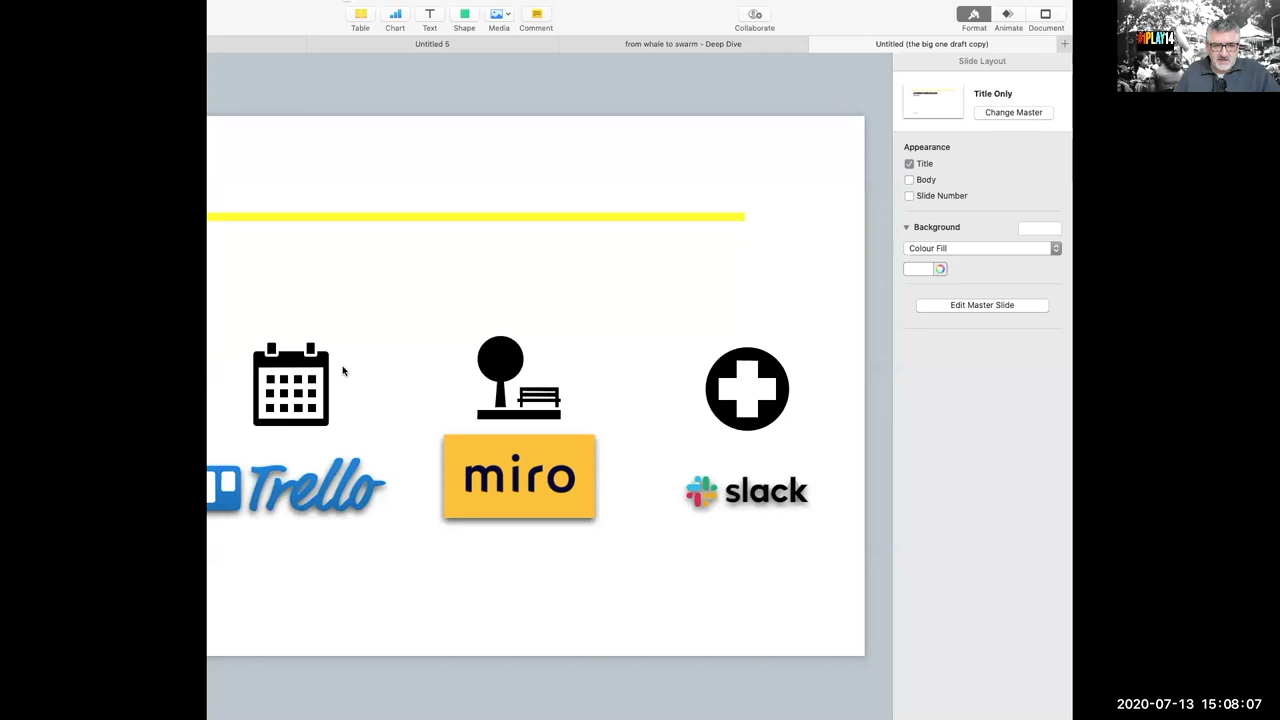 Table Chart Text Shape Media Comment Collaborate Format Animate Document
Untitled 5 from whale to swarm - Deep Dive Untitled (the big one draft copy)
#iPLAY14
Slide Layout
Title Only
Change Master
Appearance
Title
Body
Slide Number
Background
Colour Fill
Edit Master Slide
Trello
miro
slack
2020-07-13 15:08:07